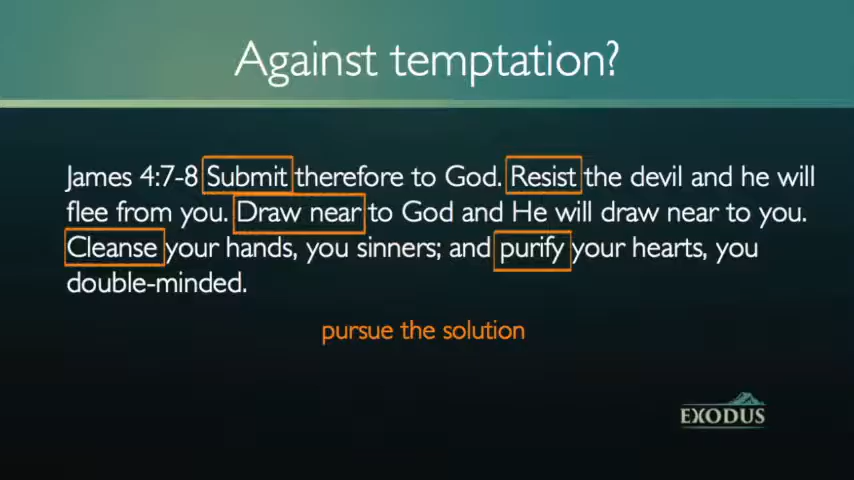 Against temptation?
James 4:7-8 Submit therefore to God. Resist the devil and he will
flee from you. Draw near to God and He will draw near to you.
Cleanse your hands, you sinners; and purify your hearts, you
double-minded.
pursue the solution
EXODUS